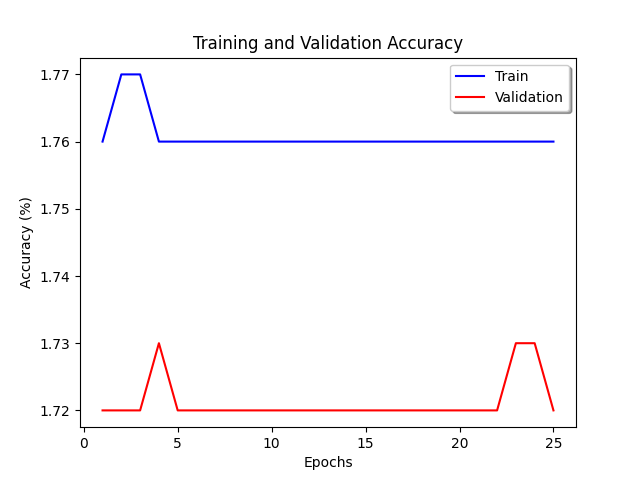 Training and Validation Accuracy
Train
Validation
Accuracy (%)
1.77
1.76
1.75
1.74
1.73
1.72
0
5
10
15
20
25
Epochs